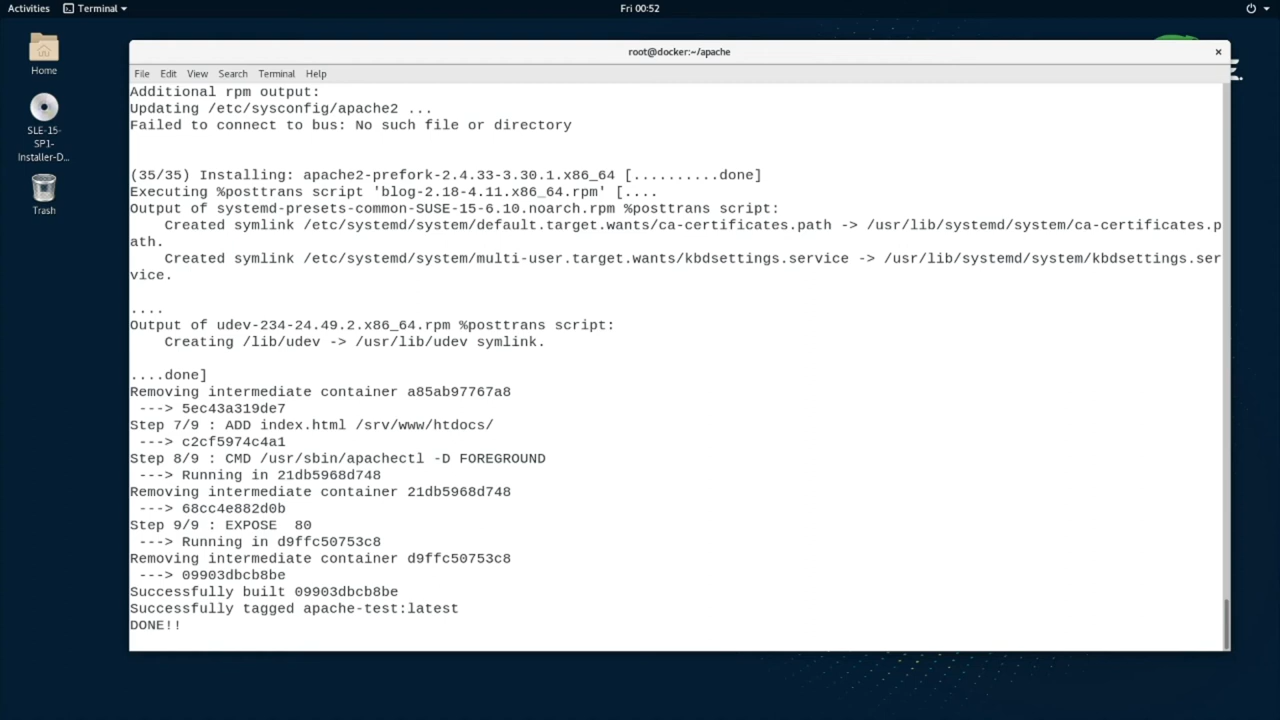 Activities
Terminal
Fri 00:52
Home
SLE-15-
SP1-
Installer-D...
Trash
root@docker:~/apache
×
File Edit View Search Terminal Help
Additional rpm output:
Updating /etc/sysconfig/apache2 ...
Failed to connect to bus: No such file or directory
(35/35) Installing: apache2-prefork-2.4.33-3.30.1.x86_64 [..........done]
Executing %posttrans script 'blog-2.18-4.11.x86_64.rpm' [....
Output of systemd-presets-common-SUSE-15-6.10.noarch.rpm %posttrans script:
    Created symlink /etc/systemd/system/default.target.wants/ca-certificates.path -> /usr/lib/systemd/system/ca-certificates.p
ath.
    Created symlink /etc/systemd/system/multi-user.target.wants/kbdsettings.service -> /usr/lib/systemd/system/kbdsettings.ser
vice.
....
Output of udev-234-24.49.2.x86_64.rpm %posttrans script:
    Creating /lib/udev -> /usr/lib/udev symlink.
....done]
Removing intermediate container a85ab97767a8
 ---> 5ec43a319de7
Step 7/9 : ADD index.html /srv/www/htdocs/
 ---> c2cf5974c4a1
Step 8/9 : CMD /usr/sbin/apachectl -D FOREGROUND
 ---> Running in 21db5968d748
Removing intermediate container 21db5968d748
 ---> 68cc4e882d0b
Step 9/9 : EXPOSE  80
 ---> Running in d9ffc50753c8
Removing intermediate container d9ffc50753c8
 ---> 09903dbcb8be
Successfully built 09903dbcb8be
Successfully tagged apache-test:latest
DONE!!